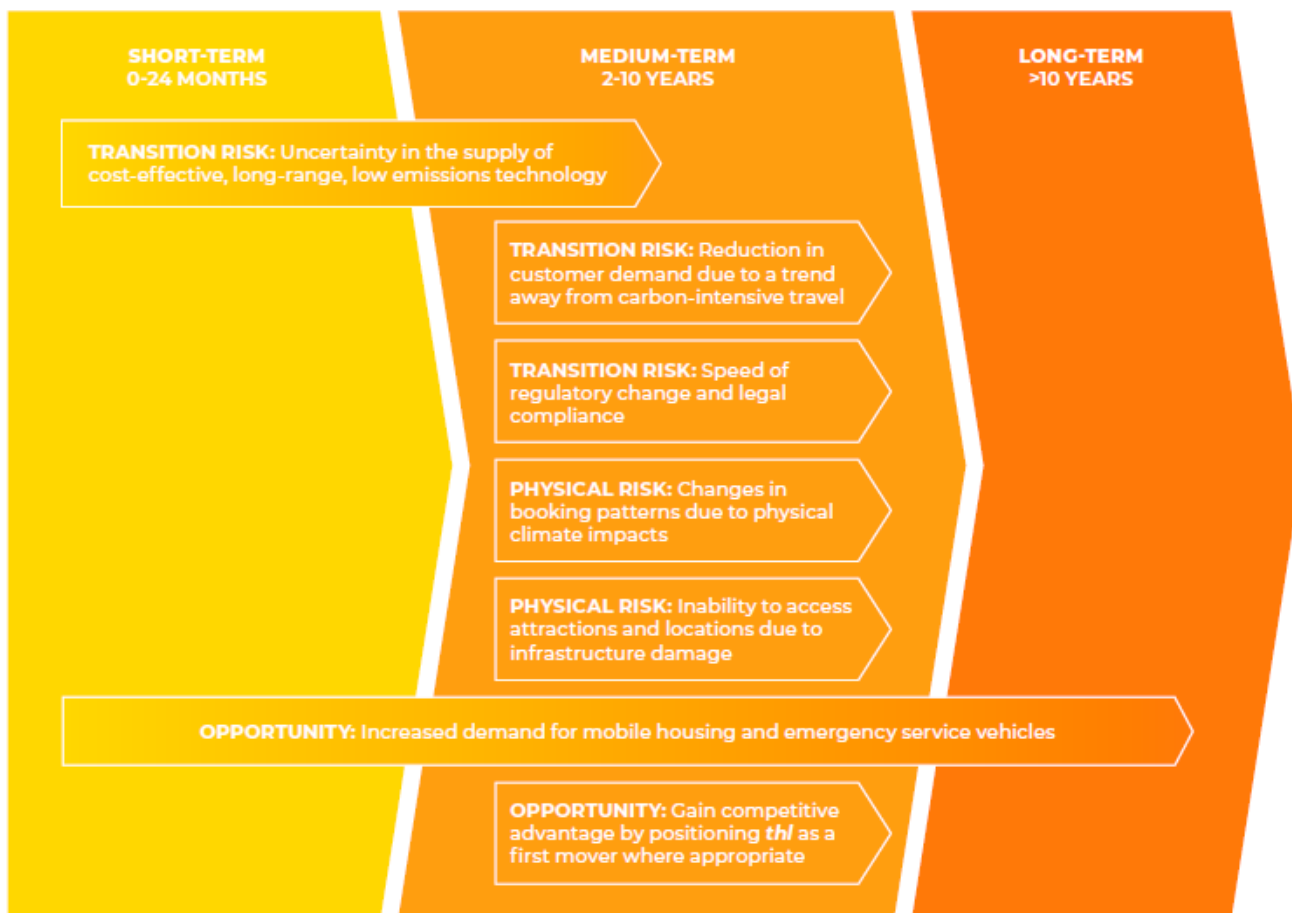 SHORT-TERM
0-24 MONTHS
MEDIUM-TERM
2-10 YEARS
LONG-TERM
>10 YEARS
TRANSITION RISK: Uncertainty in the supply of
cost-effective, long-range, low emissions technology
TRANSITION RISK: Reduction in
customer demand due to a trend
away from carbon-intensive travel
TRANSITION RISK: Speed of
regulatory change and legal
compliance
PHYSICAL RISK: Changes in
booking patterns due to physical
climate impacts
PHYSICAL RISK: Inability to access
attractions and locations due to
infrastructure damage
OPPORTUNITY: Increased demand for mobile housing and emergency service vehicles
OPPORTUNITY: Gain competitive
advantage by positioning thl as a
first mover where appropriate